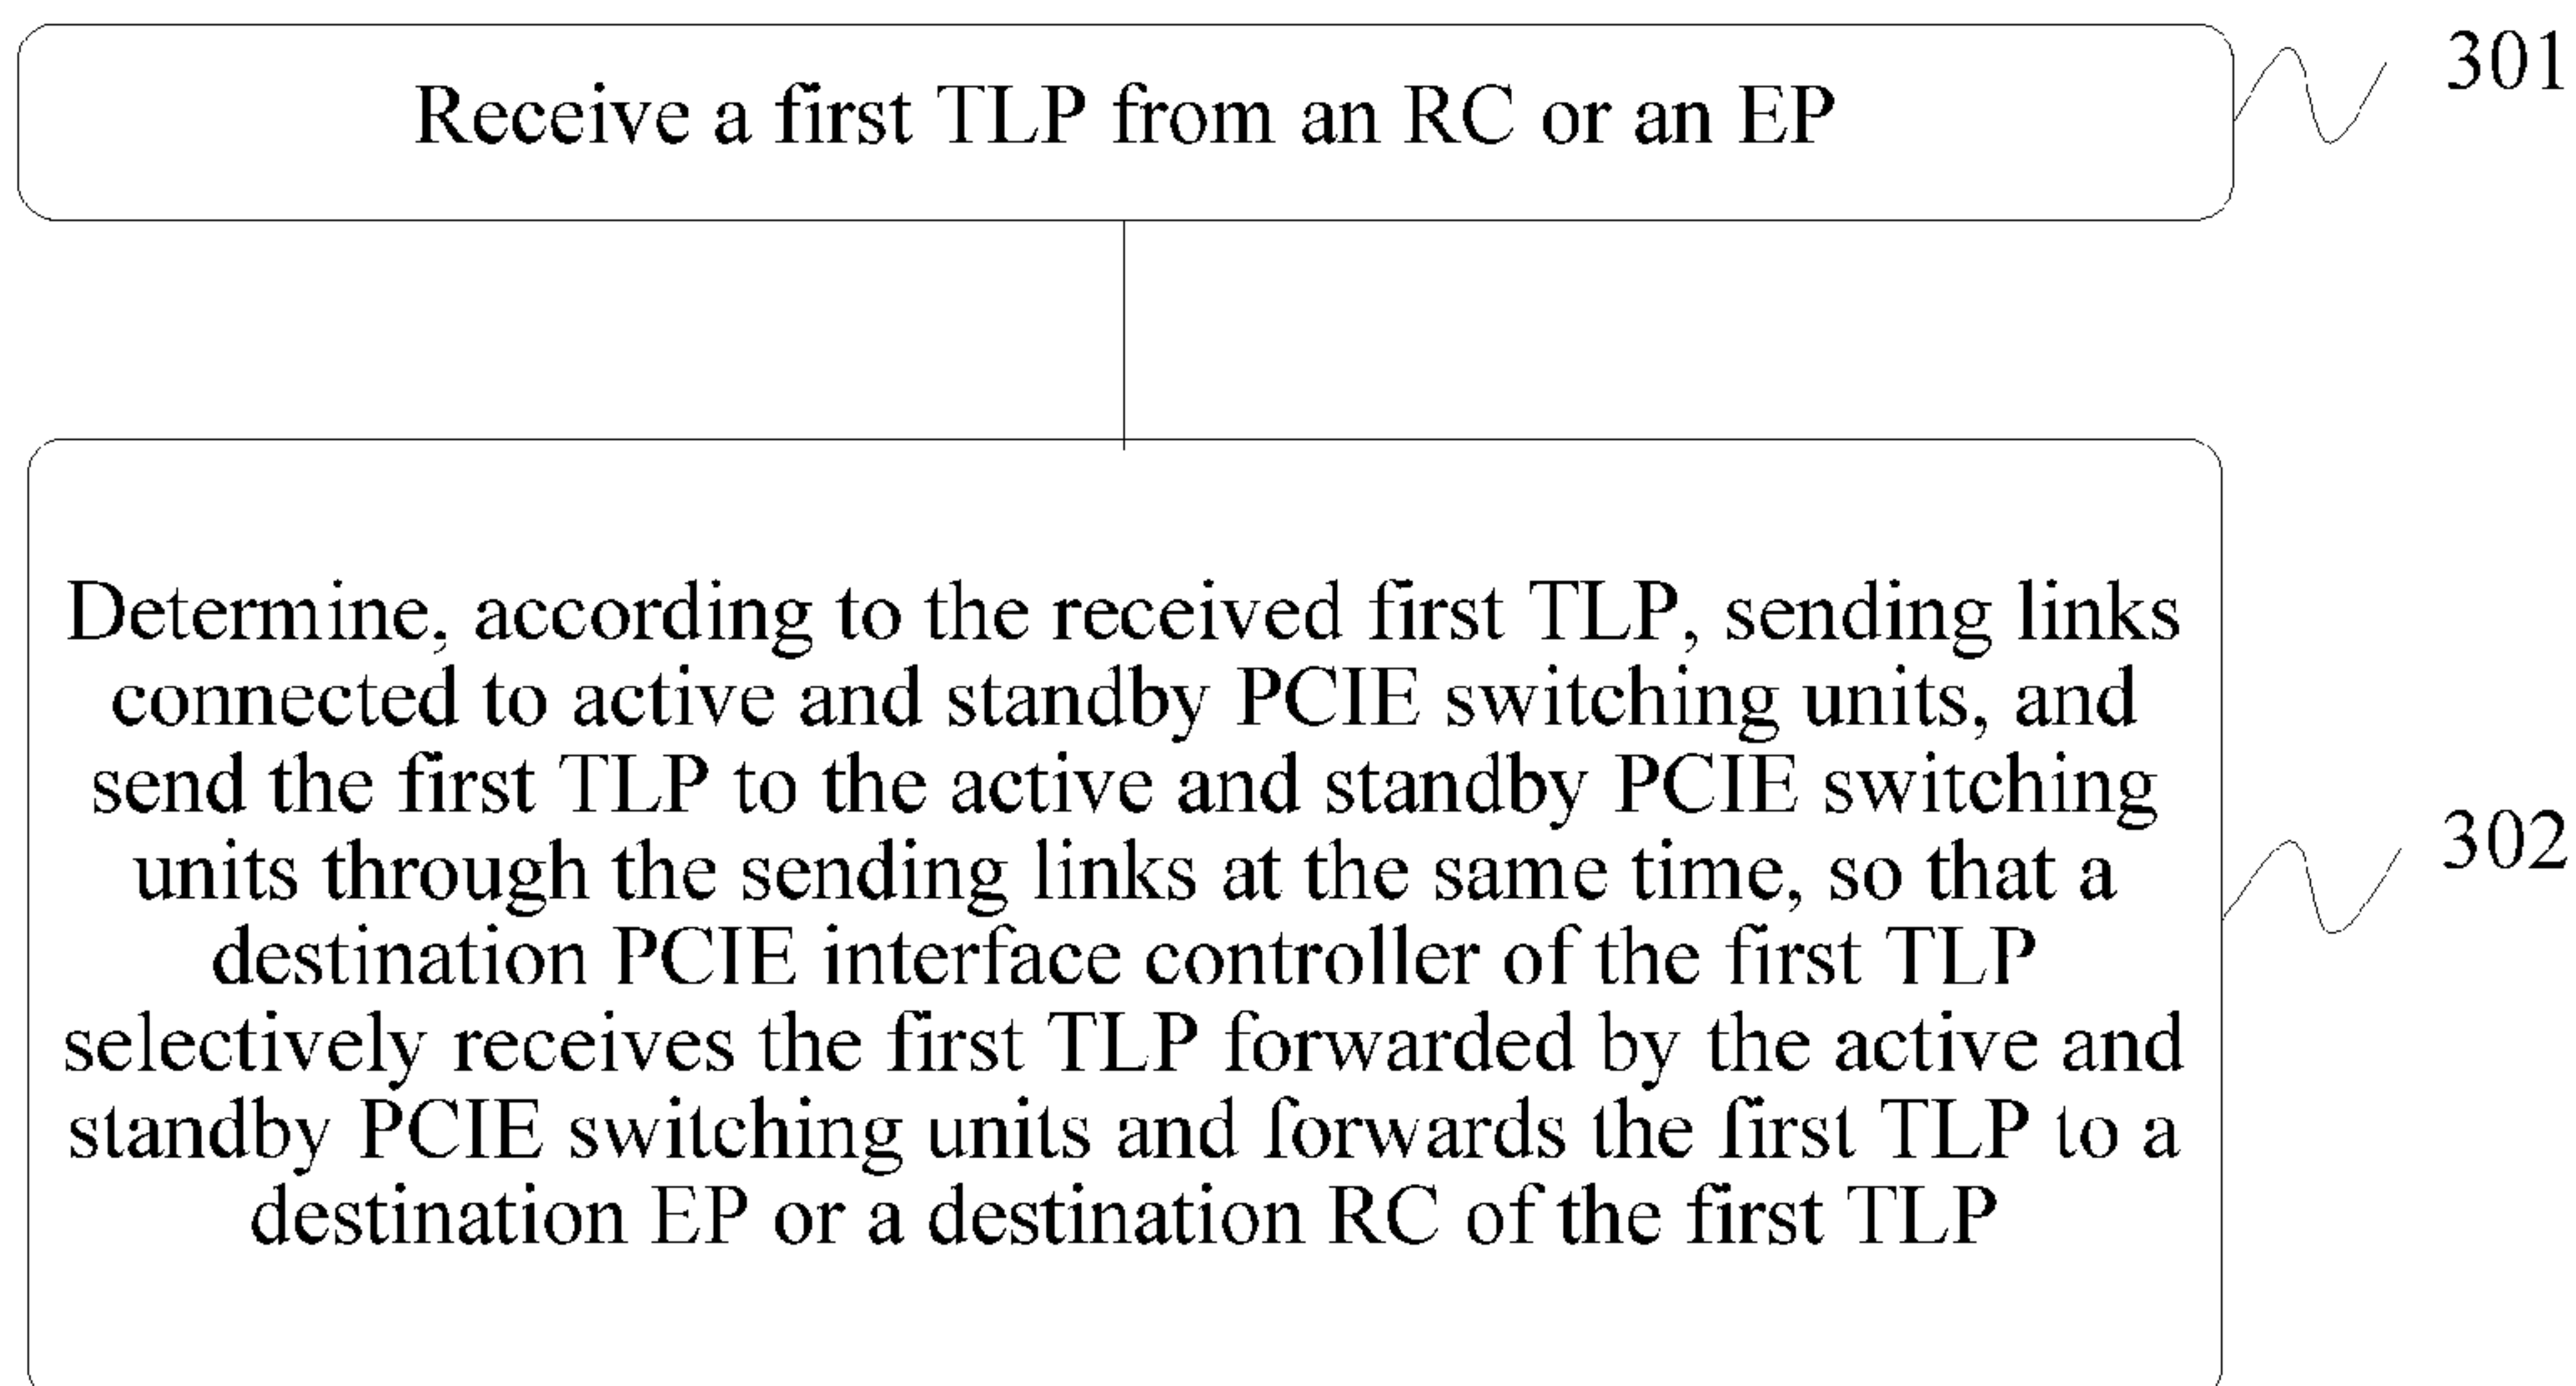 Receive a first TLP from an RC or an EP
301
Determine, according to the received first TLP, sending links
connected to active and standby PCIE switching units, and
send the first TLP to the active and standby PCIE switching
units through the sending links at the same time, so that a
destination PCIE interface controller of the first TLP
selectively receives the first TLP forwarded by the active and
standby PCIE switching units and forwards the first TLP to a
destination EP or a destination RC of the first TLP
302